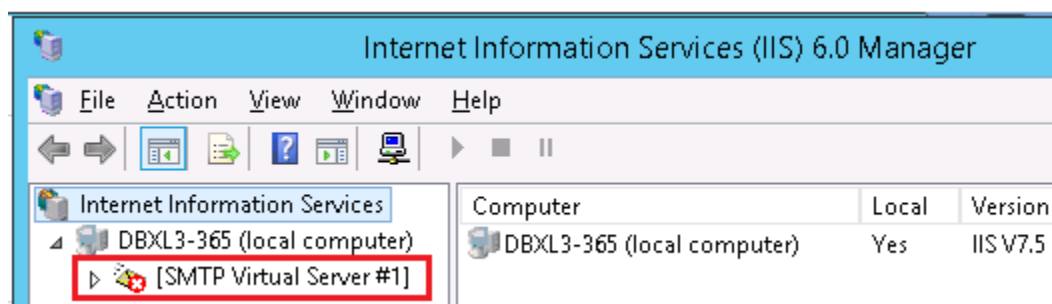 Internet Information Services (IIS) 6.0 Manager
File Action View Window Help
Internet Information Services
DBXL3-365 (local computer)
[SMTP Virtual Server #1]
Computer Local Version
DBXL3-365 (local computer) Yes IIS V7.5